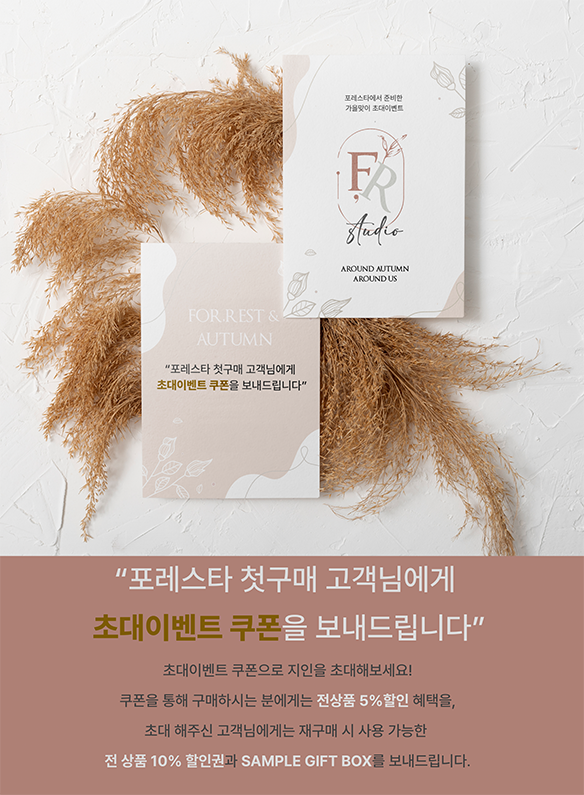 포레스타에서 준비한
가을맞이 초대이벤트
F,R
studio
AROUND AUTUMN
AROUND US
FOR REST &
AUTUMN
“포레스타 첫구매 고객님에게
초대이벤트 쿠폰을 보내드립니다”
“포레스타 첫구매 고객님에게
초대이벤트 쿠폰을 보내드립니다”
초대이벤트 쿠폰으로 지인을 초대해보세요!
쿠폰을 통해 구매하시는 분에게는 전상품 5%할인 혜택을,
초대 해주신 고객님에게는 재구매 시 사용 가능한
전 상품 10% 할인권과 SAMPLE GIFT BOX를 보내드립니다.